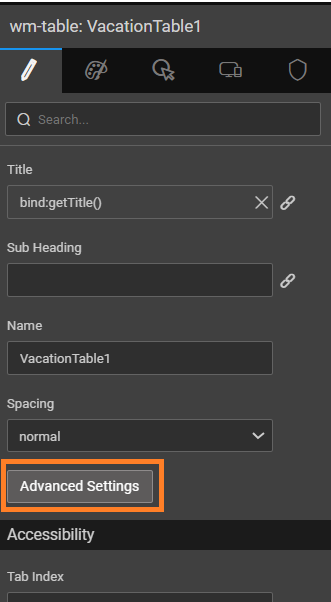 wm-table: VacationTable1
Search...
Title
bind:getTitle()
Sub Heading
Name
VacationTable1
Spacing
normal
Advanced Settings
Accessibility
Tab Index